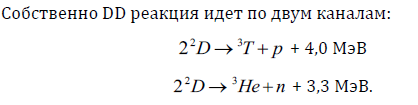 Собственно DD реакция идет по двум каналам:
2²D → ³T + p + 4,0 МэВ
2²D → ³He + n + 3,3 МэВ.